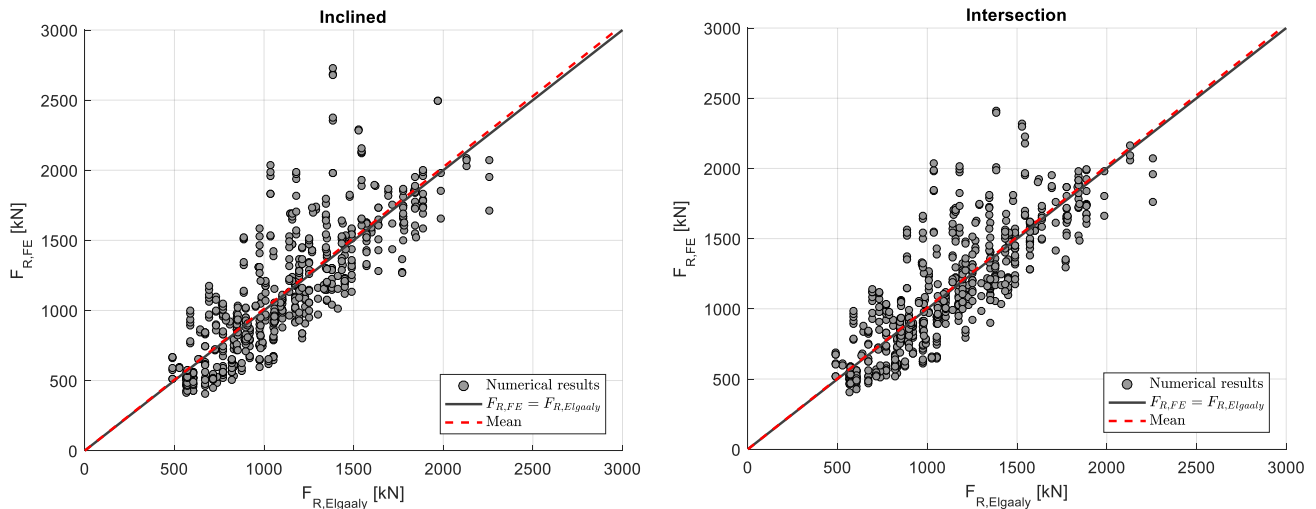 Inclined
3000
2500
2000
1500
1000
500
0
F_R,FE [kN]
0 500 1000 1500 2000 2500 3000
F_R,Elgaaly [kN]
Numerical results
F_R,FE = F_R,Elgaaly
Mean
Intersection
3000
2500
2000
1500
1000
500
0
F_R,FE [kN]
0 500 1000 1500 2000 2500 3000
F_R,Elgaaly [kN]
Numerical results
F_R,FE = F_R,Elgaaly
Mean